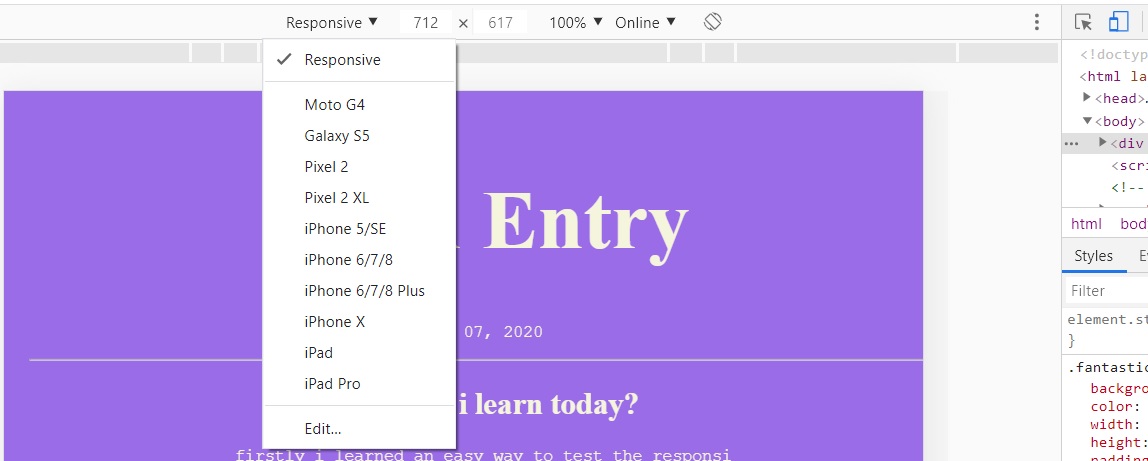 Responsive 712 × 617 100% Online
Responsive
Moto G4
Galaxy S5
Pixel 2
Pixel 2 XL
iPhone 5/SE
iPhone 6/7/8
iPhone 6/7/8 Plus
iPhone X
iPad
iPad Pro
Edit...
Entry
07, 2020
i learn today?
firstly i learned an easy way to test the responsi
<!doctyp
<html la
<head>…
<body>
<div
<scri
<!--
html bod
Styles E
Filter
element.st
}
.fantastic
backgro
color:
width:
height:
padding